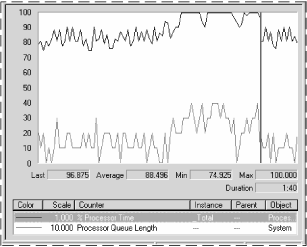 100
90
80
70
60
50
40
30
20
10
0
Last 96.875 Average 88.496 Min 74.925 Max 100.000
Duration 1:40
Color Scale Counter Instance Parent Object
1.000 % Processor Time _Total --- Proces...
10.000 Processor Queue Length --- --- System